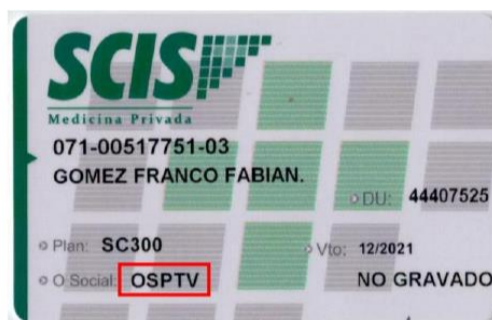 SCIS
Medicina Privada
071-00517751-03
GOMEZ FRANCO FABIAN.
DU: 44407525
Plan: SC300
Vto: 12/2021
O Social: OSPTV
NO GRAVADO